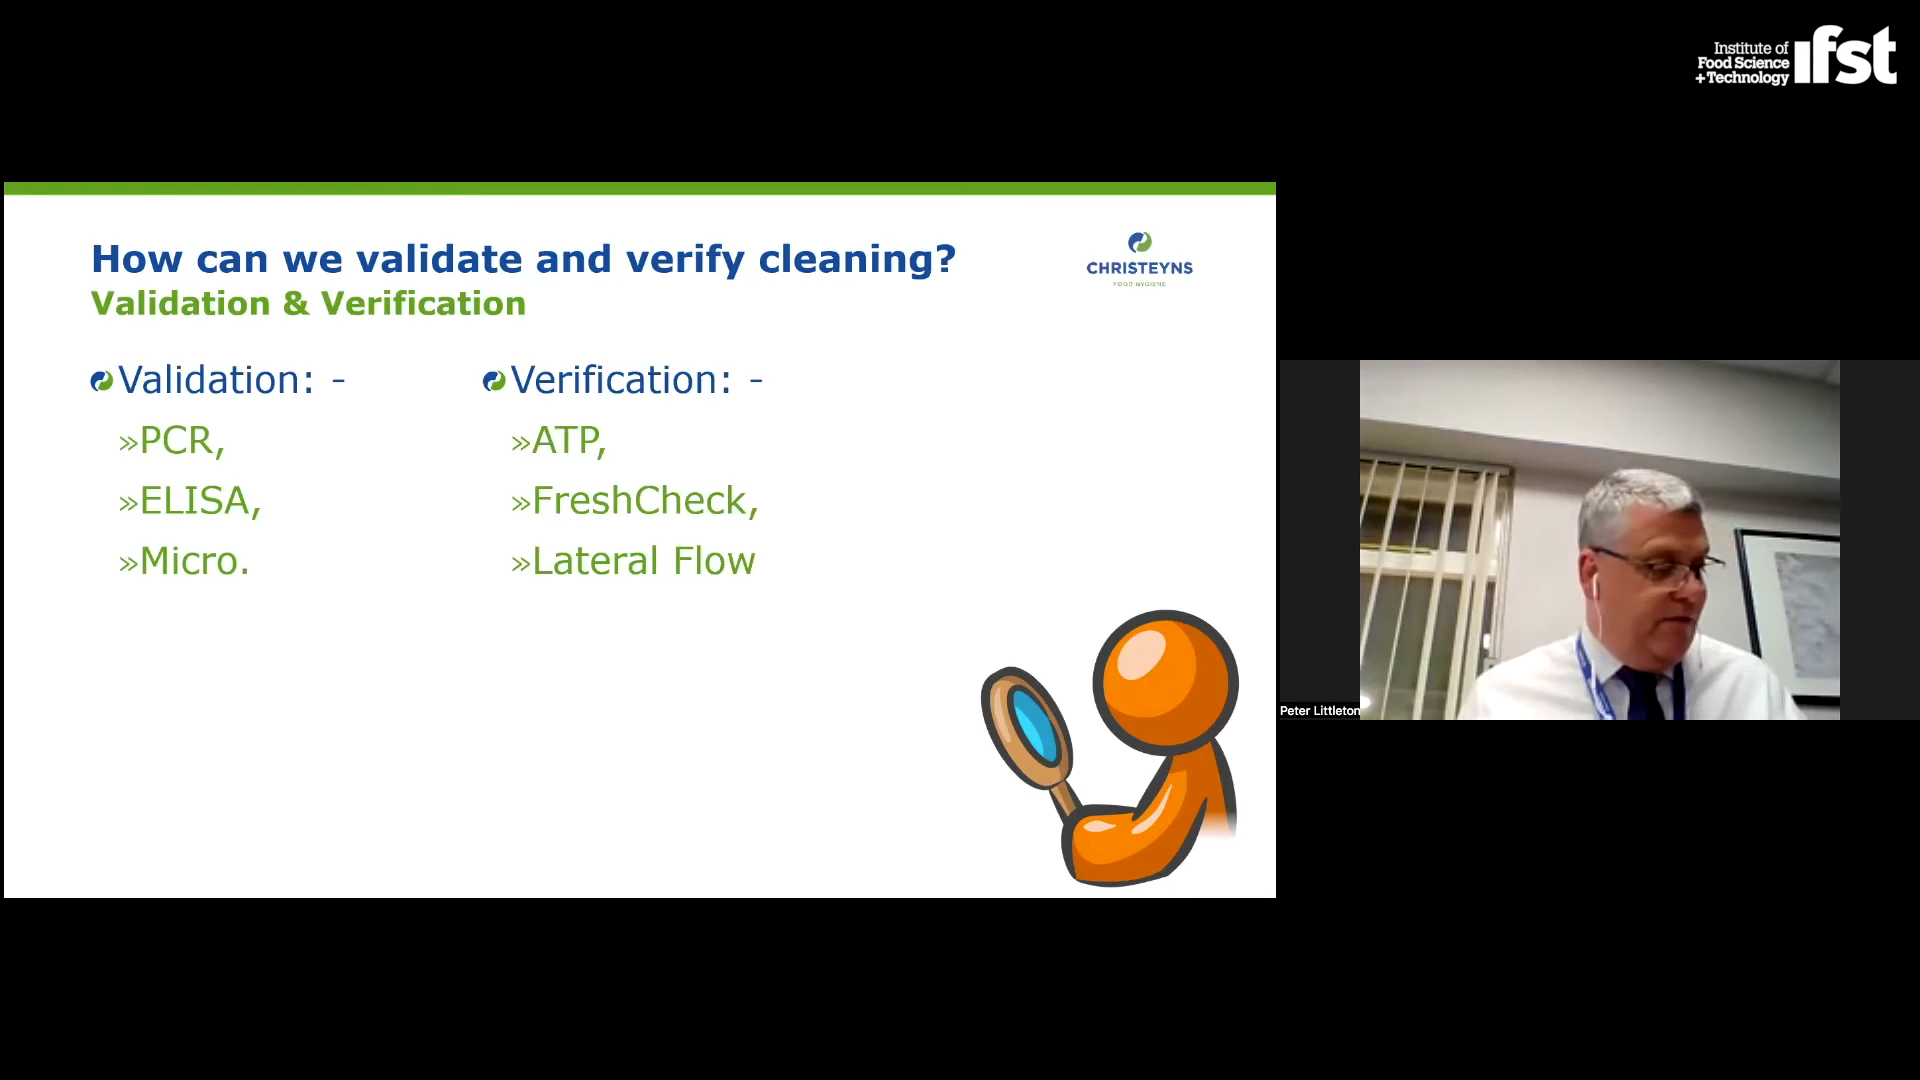 Institute of
Food Science
+Technology
ifst
How can we validate and verify cleaning?
Validation & Verification
CHRISTEYNS
FOOD HYGIENE
Validation: -
»PCR,
»ELISA,
»Micro.
Verification: -
»ATP,
»FreshCheck,
»Lateral Flow
Peter Littleton